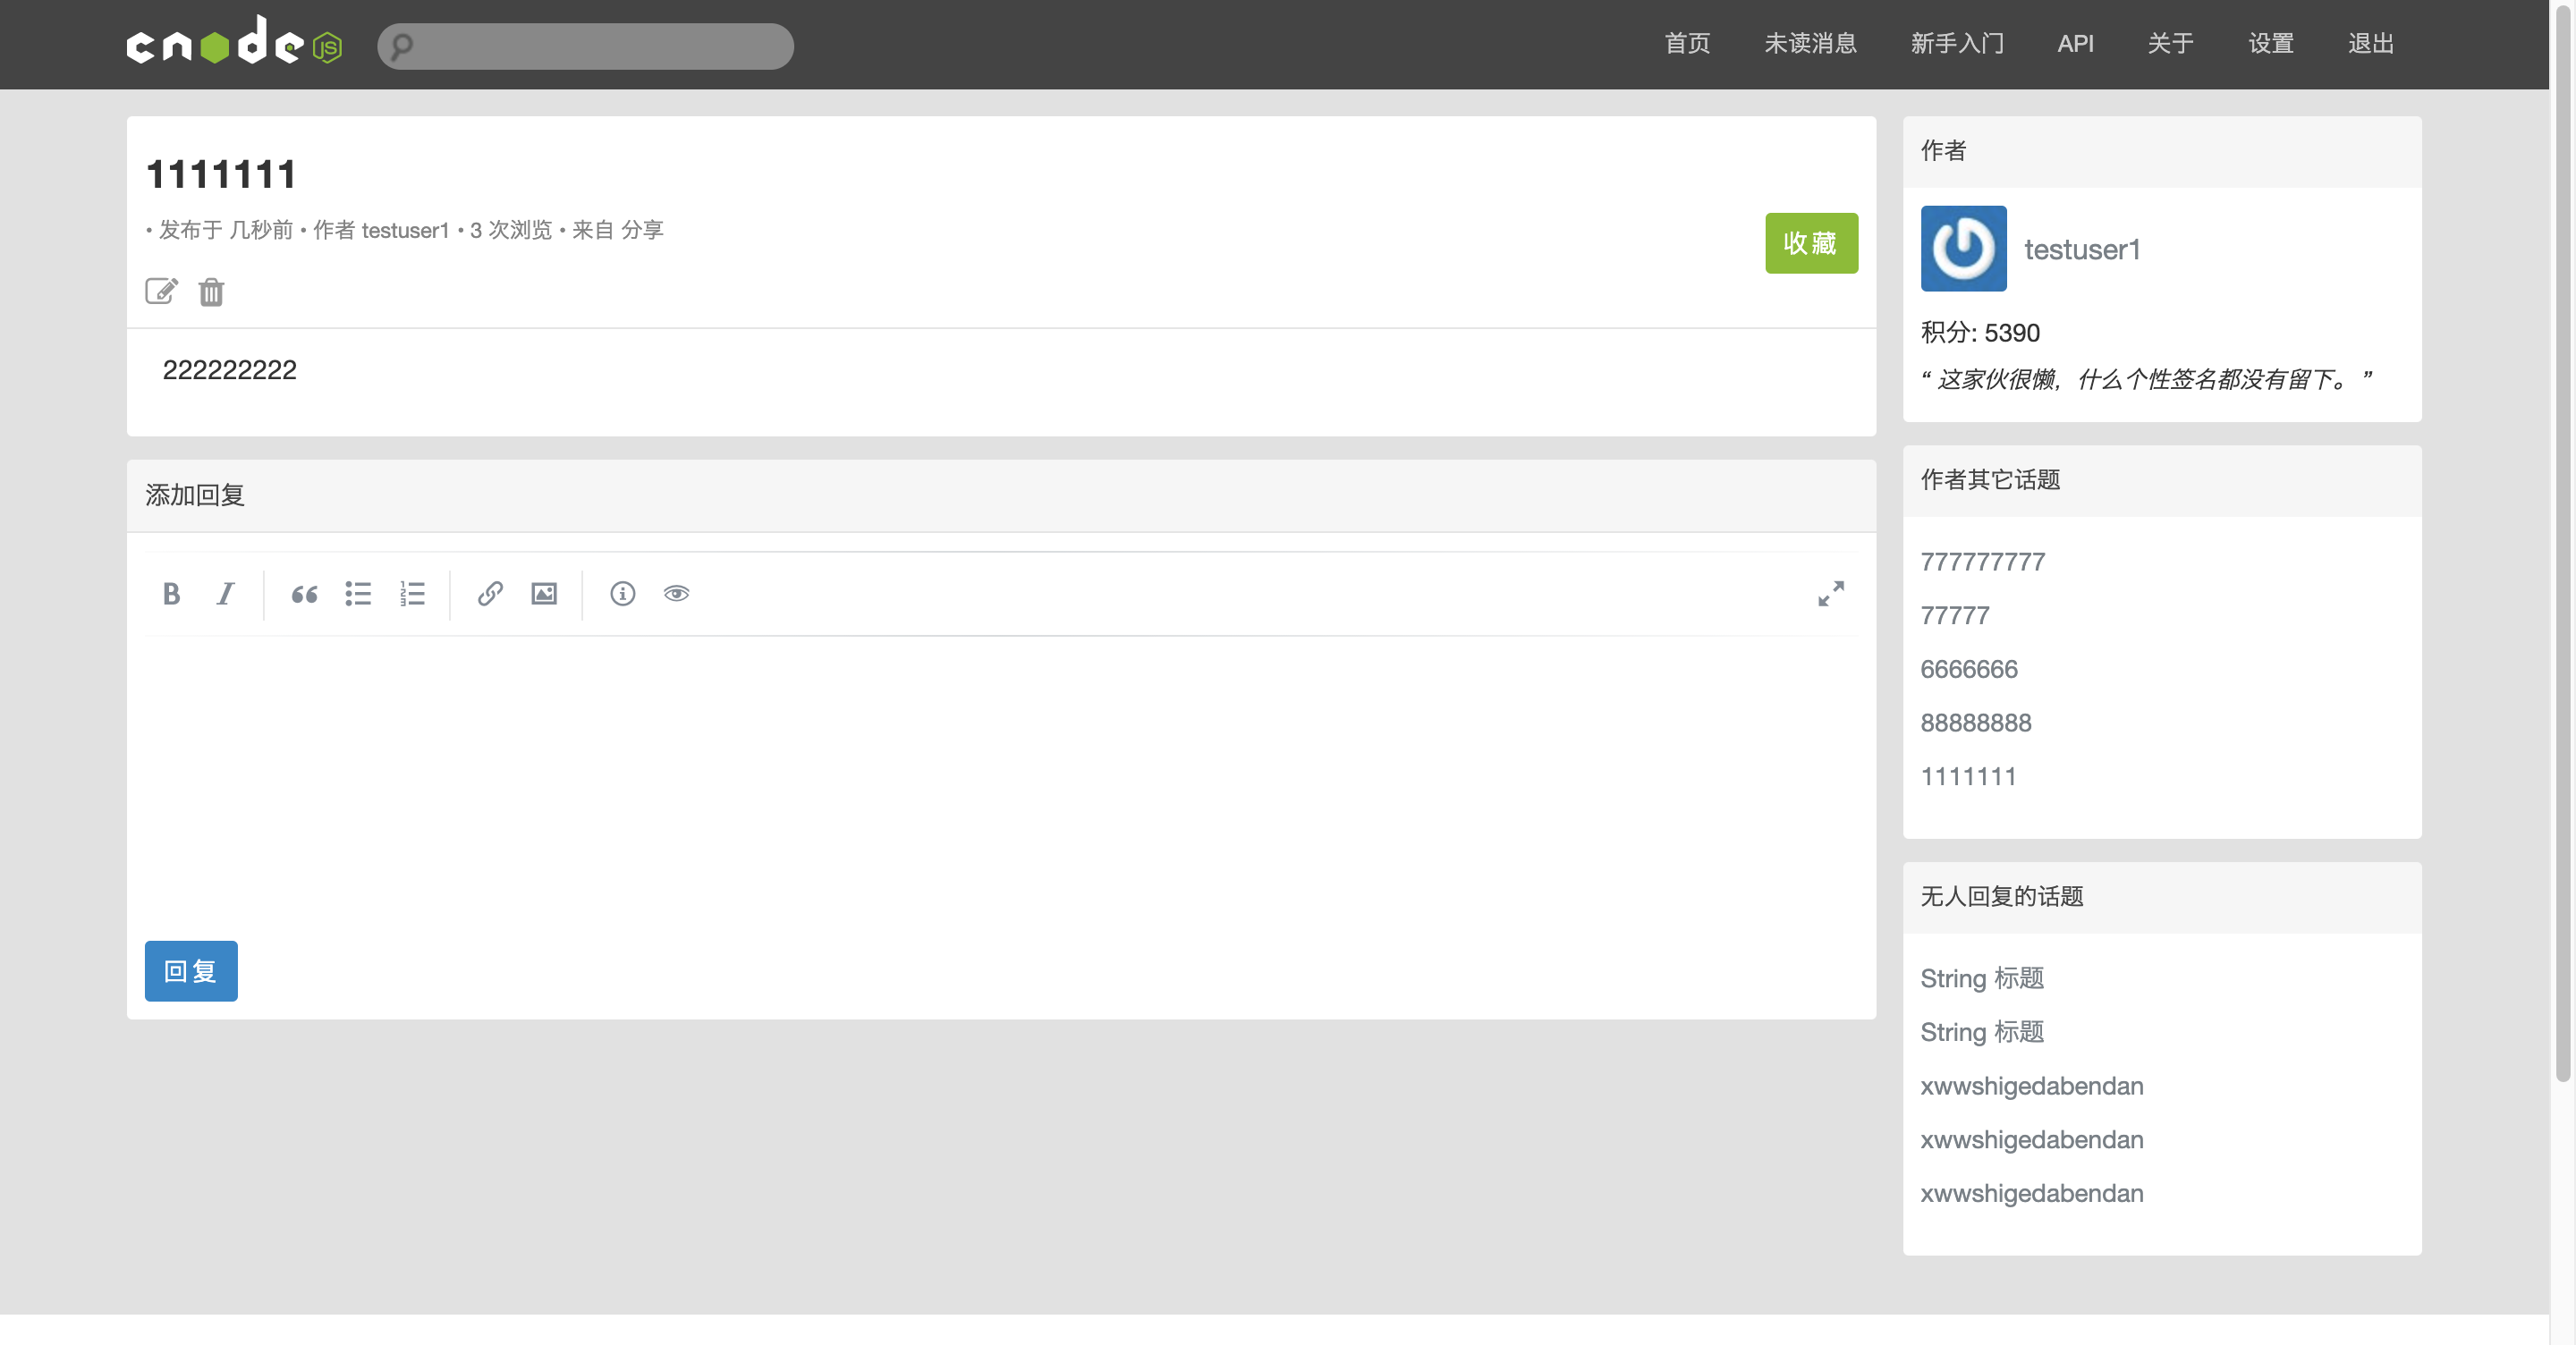 cnode JS
首页 未读消息 新手入门 API 关于 设置 退出
1111111
• 发布于 几秒前 • 作者 testuser1 • 3 次浏览 • 来自 分享
收藏
222222222
添加回复
回复
作者
testuser1
积分: 5390
“ 这家伙很懒，什么个性签名都没有留下。 ”
作者其它话题
777777777
77777
6666666
88888888
1111111
无人回复的话题
String 标题
String 标题
xwwshigedabendan
xwwshigedabendan
xwwshigedabendan